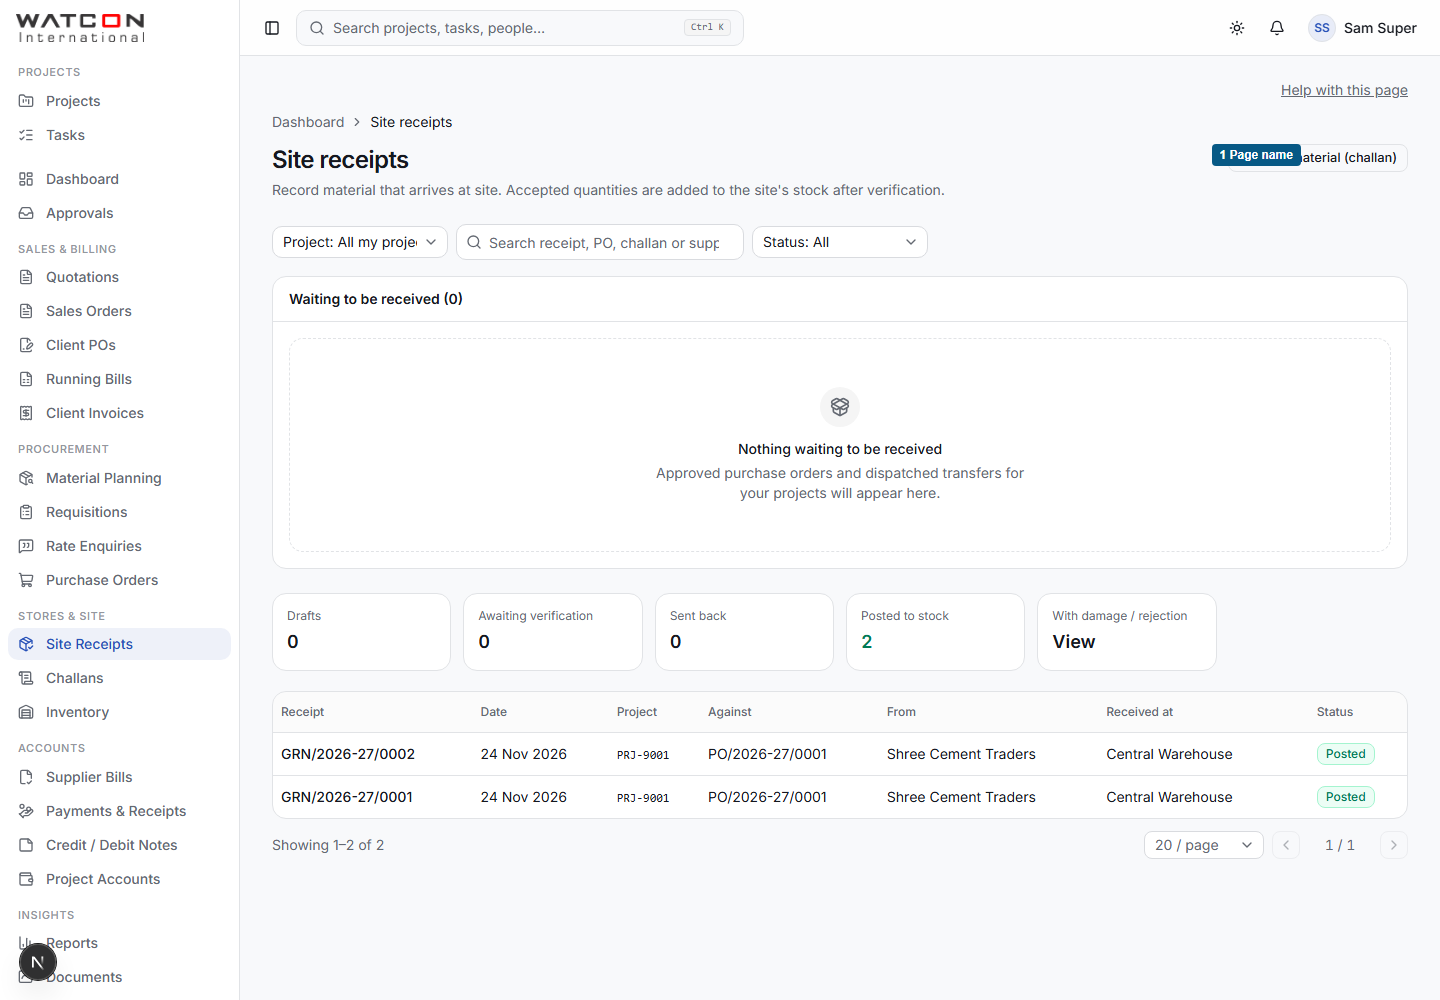 WATCON
International
PROJECTS
Projects
Tasks
Dashboard
Approvals
SALES & BILLING
Quotations
Sales Orders
Client POs
Running Bills
Client Invoices
PROCUREMENT
Material Planning
Requisitions
Rate Enquiries
Purchase Orders
STORES & SITE
Site Receipts
Challans
Inventory
ACCOUNTS
Supplier Bills
Payments & Receipts
Credit / Debit Notes
Project Accounts
INSIGHTS
Reports
Documents
N
Search projects, tasks, people...
Ctrl K
SS
Sam Super
Help with this page
Dashboard > Site receipts
Site receipts
1 Page name
aterial (challan)
Record material that arrives at site. Accepted quantities are added to the site's stock after verification.
Project: All my proje
Search receipt, PO, challan or supp
Status: All
Waiting to be received (0)
Nothing waiting to be received
Approved purchase orders and dispatched transfers for
your projects will appear here.
Drafts
0
Awaiting verification
0
Sent back
0
Posted to stock
2
With damage / rejection
View
Receipt Date Project Against From Received at Status
GRN/2026-27/0002 24 Nov 2026 PRJ-9001 PO/2026-27/0001 Shree Cement Traders Central Warehouse Posted
GRN/2026-27/0001 24 Nov 2026 PRJ-9001 PO/2026-27/0001 Shree Cement Traders Central Warehouse Posted
Showing 1–2 of 2
20 / page
1 / 1